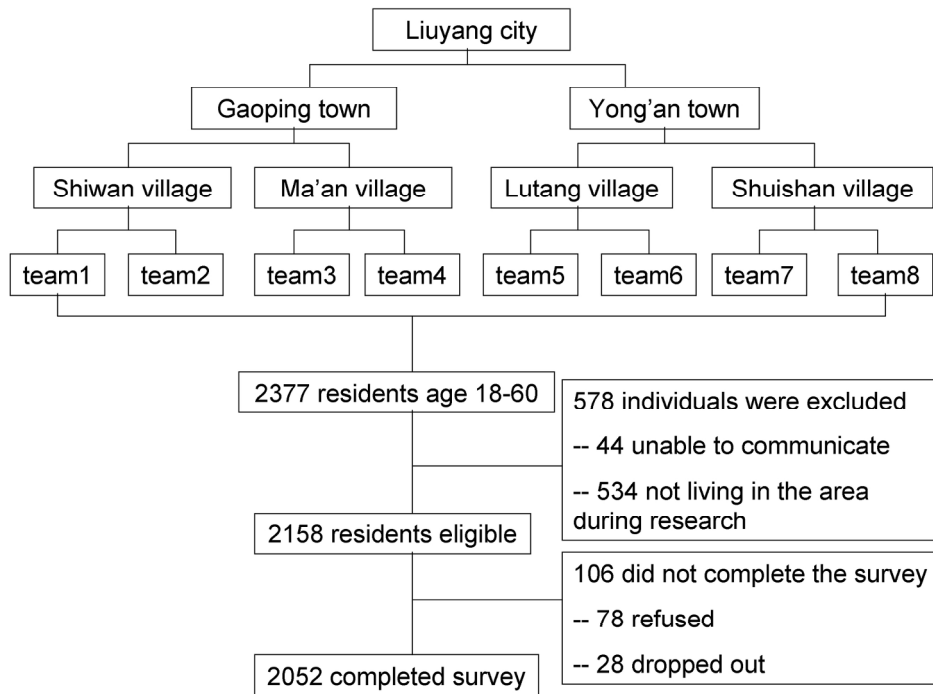 Liuyang city
Gaoping town
Yong’an town
Shiwan village
Ma’an village
Lutang village
Shuishan village
team1
team2
team3
team4
team5
team6
team7
team8
2377 residents age 18-60
578 individuals were excluded
-- 44 unable to communicate
-- 534 not living in the area
during research
2158 residents eligible
106 did not complete the survey
-- 78 refused
-- 28 dropped out
2052 completed survey